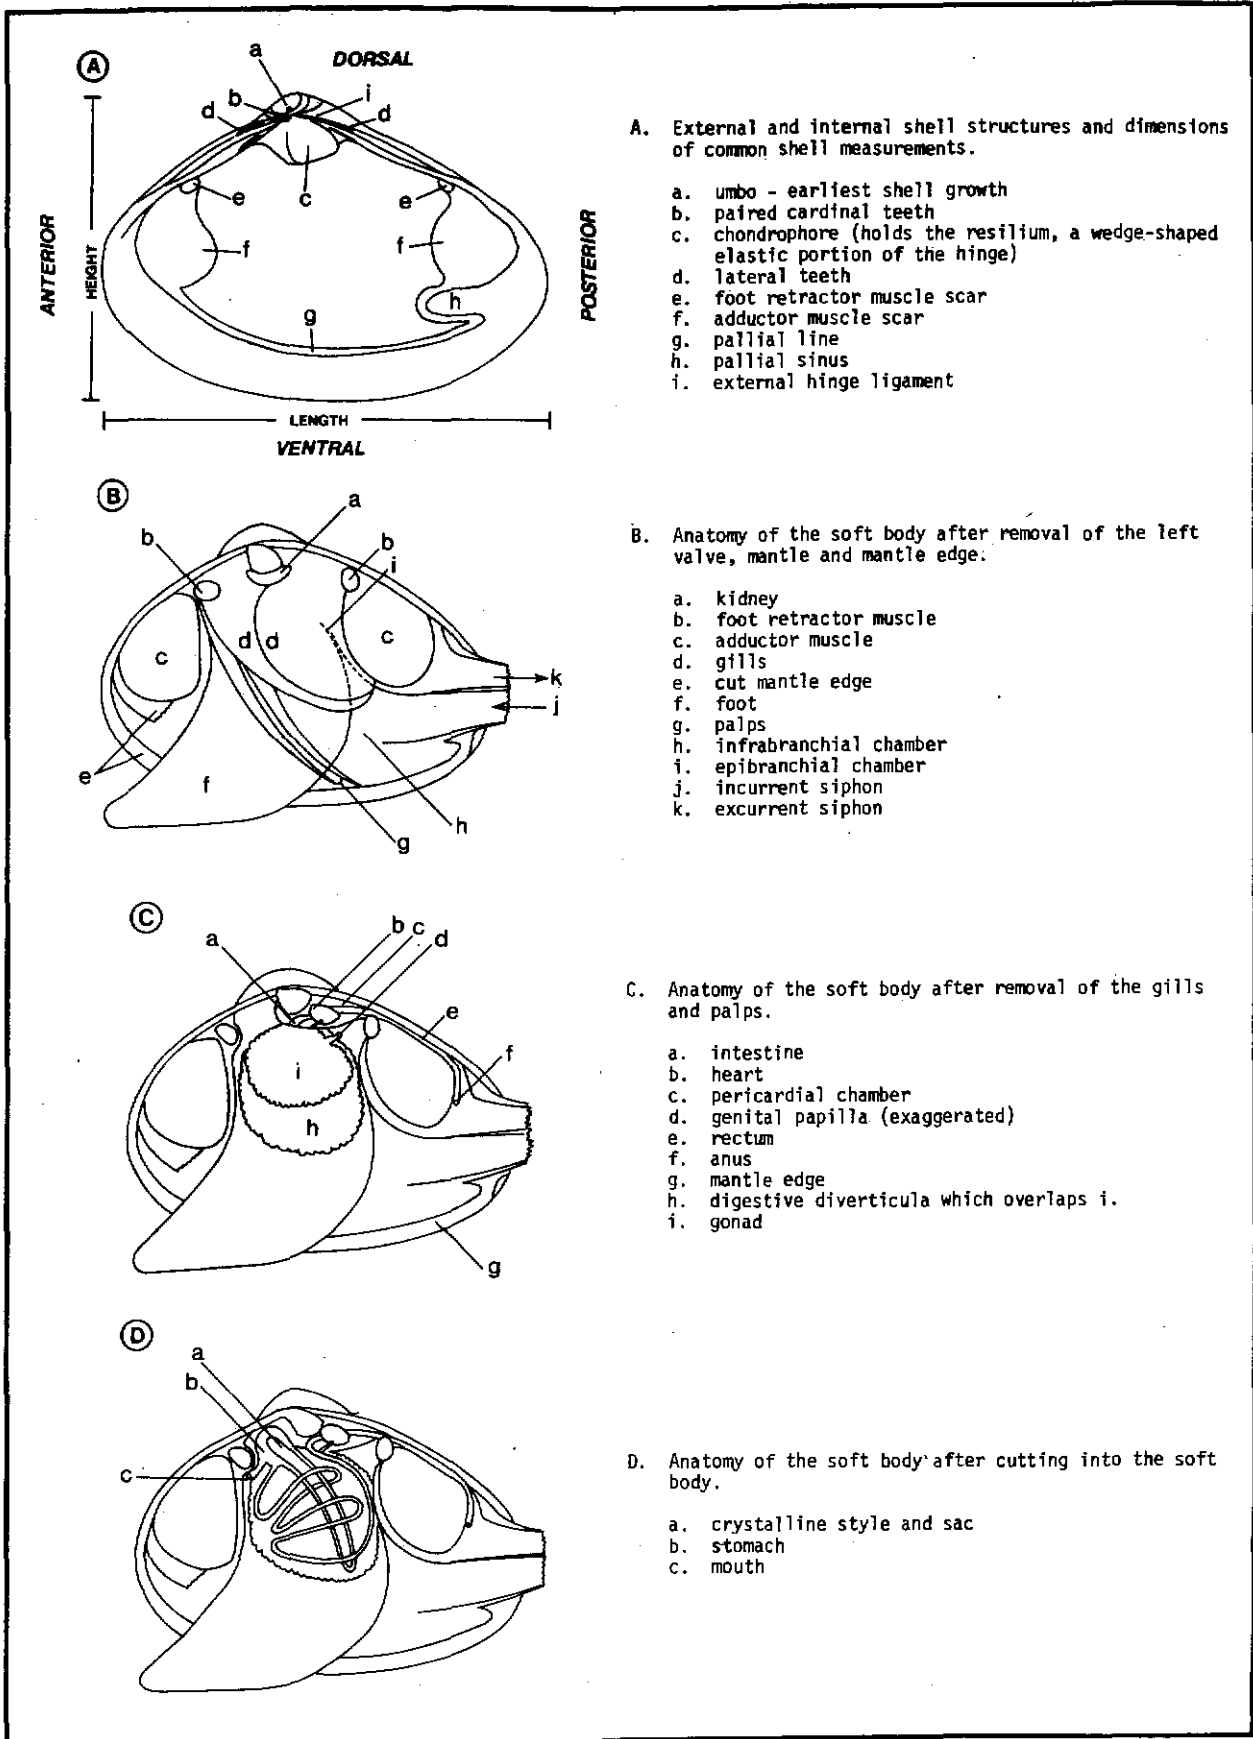 A
DORSAL
a
b
i
d
d
e
c
e
f
f
h
g
ANTERIOR
HEIGHT
POSTERIOR
LENGTH
VENTRAL
A. External and internal shell structures and dimensions
of common shell measurements.
a. umbo - earliest shell growth
b. paired cardinal teeth
c. chondrophore (holds the resilium, a wedge-shaped
elastic portion of the hinge)
d. lateral teeth
e. foot retractor muscle scar
f. adductor muscle scar
g. pallial line
h. pallial sinus
i. external hinge ligament
B
a
b
b
i
c
d d
c
k
j
e
f
h
g
B. Anatomy of the soft body after removal of the left
valve, mantle and mantle edge.
a. kidney
b. foot retractor muscle
c. adductor muscle
d. gills
e. cut mantle edge
f. foot
g. palps
h. infrabranchial chamber
i. epibranchial chamber
j. incurrent siphon
k. excurrent siphon
C
a
b c
d
e
f
i
h
g
C. Anatomy of the soft body after removal of the gills
and palps.
a. intestine
b. heart
c. pericardial chamber
d. genital papilla (exaggerated)
e. rectum
f. anus
g. mantle edge
h. digestive diverticula which overlaps i.
i. gonad
D
a
b
c
D. Anatomy of the soft body after cutting into the soft
body.
a. crystalline style and sac
b. stomach
c. mouth